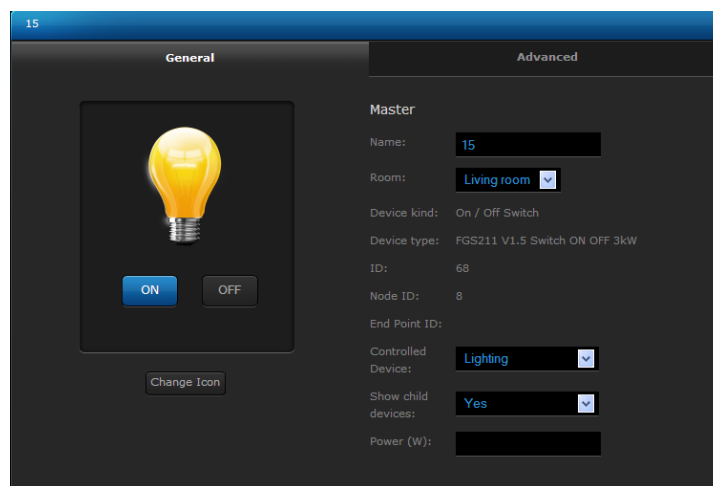 15
General
Advanced
ON
OFF
Change Icon
Master
Name:
15
Room:
Living room
Device kind:
On / Off Switch
Device type:
FGS211 V1.5 Switch ON OFF 3kW
ID:
68
Node ID:
8
End Point ID:
Controlled
Device:
Lighting
Show child
devices:
Yes
Power (W):